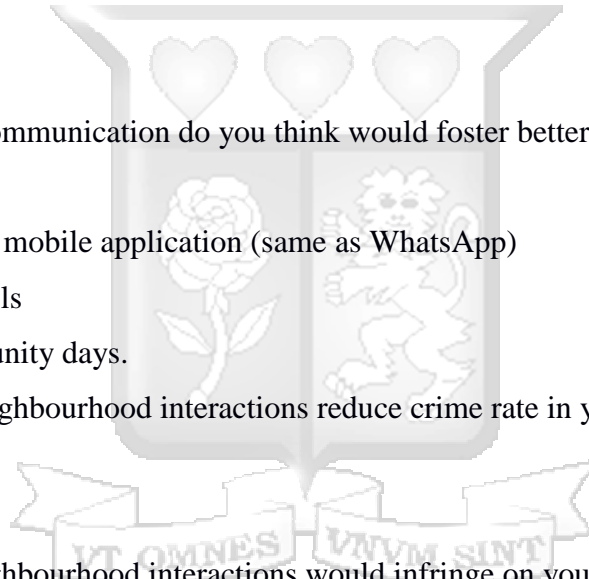 ommunication do you think would foster better
mobile application (same as WhatsApp)
ls
unity days.
ghbourhood interactions reduce crime rate in y
VT OMNES VNVM SINT
hbourhood interactions would infringe on you